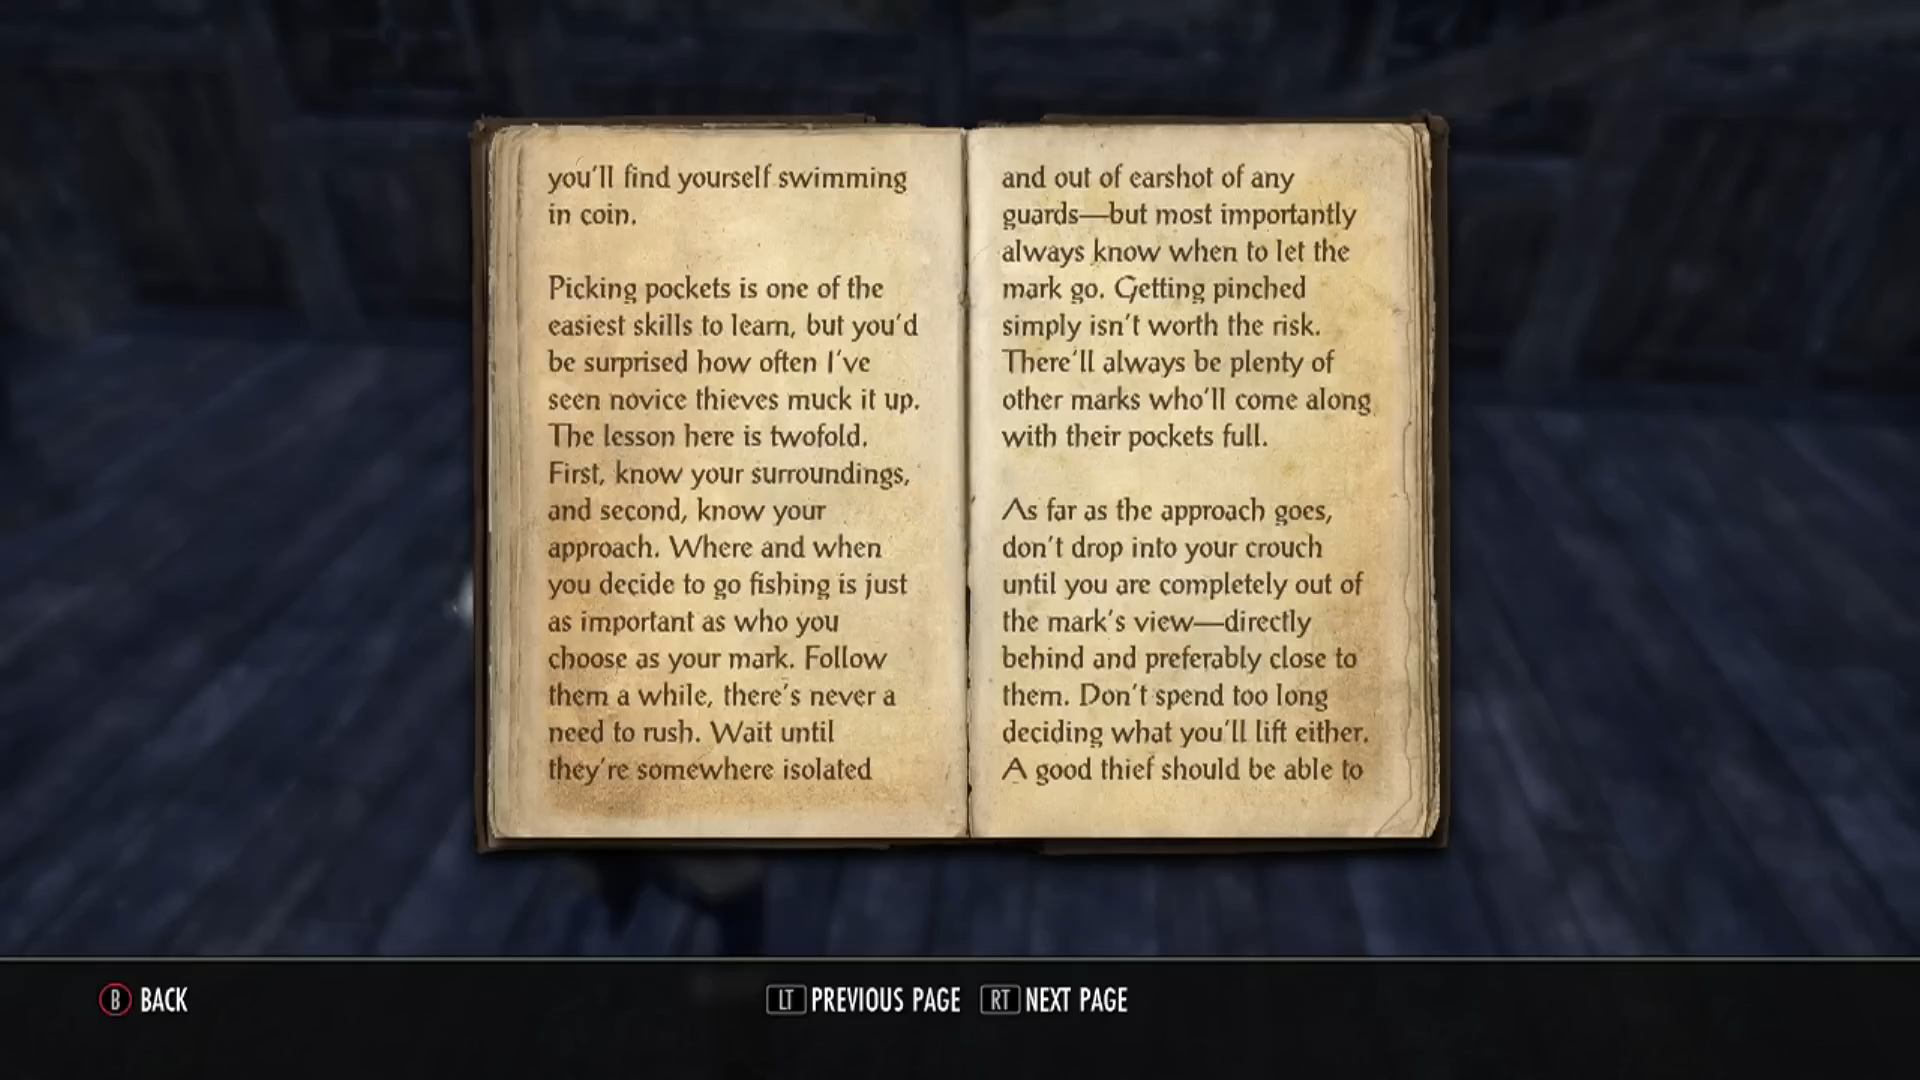 you'll find yourself swimming
in coin.
Picking pockets is one of the
easiest skills to learn, but you'd
be surprised how often I've
seen novice thieves muck it up.
The lesson here is twofold.
First, know your surroundings,
and second, know your
approach. Where and when
you decide to go fishing is just
as important as who you
choose as your mark. Follow
them a while, there's never a
need to rush. Wait until
they're somewhere isolated
and out of earshot of any
guards—but most importantly
always know when to let the
mark go. Getting pinched
simply isn't worth the risk.
There'll always be plenty of
other marks who'll come along
with their pockets full.
As far as the approach goes,
don't drop into your crouch
until you are completely out of
the mark's view—directly
behind and preferably close to
them. Don't spend too long
deciding what you'll lift either.
A good thief should be able to
B BACK
LT PREVIOUS PAGE RT NEXT PAGE